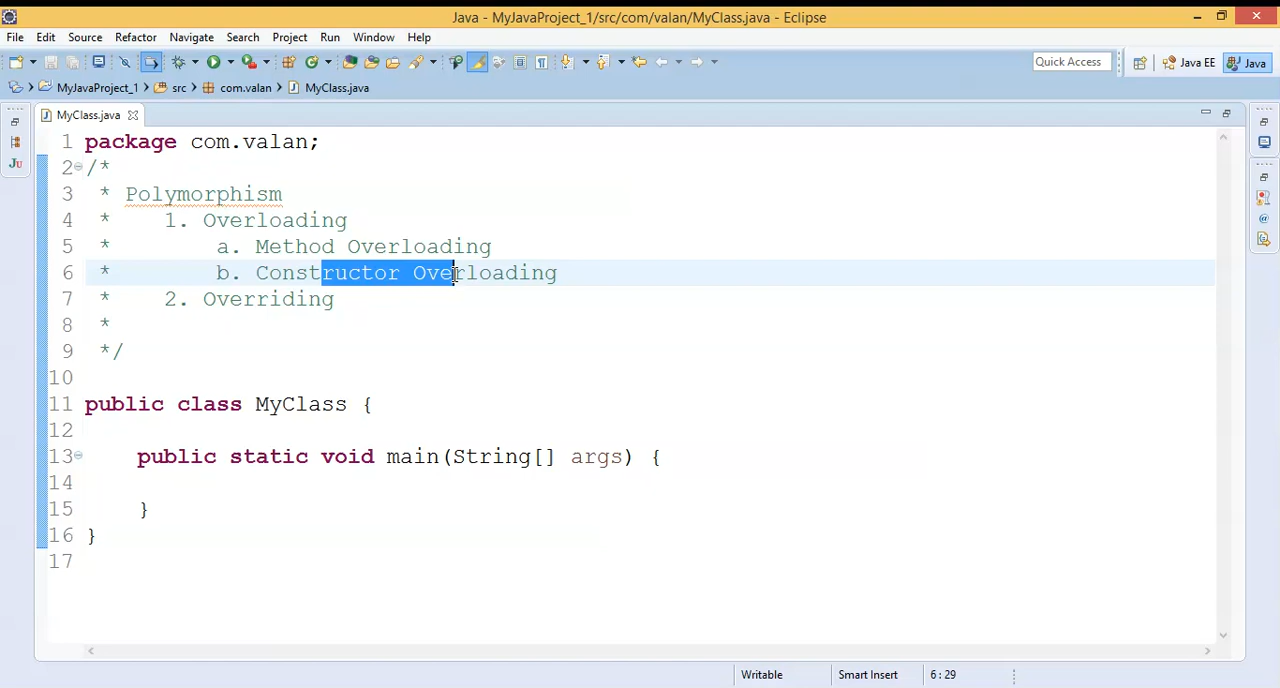 Java - MyJavaProject_1/src/com/valan/MyClass.java - Eclipse
File Edit Source Refactor Navigate Search Project Run Window Help
Quick Access Java EE Java
MyJavaProject_1 src com.valan MyClass.java
MyClass.java
1 package com.valan;
2 /*
3 * Polymorphism
4 * 1. Overloading
5 * a. Method Overloading
6 * b. Constructor Overloading
7 * 2. Overriding
8 *
9 */
10
11 public class MyClass {
12
13 public static void main(String[] args) {
14
15 }
16 }
17
Writable Smart Insert 6 : 29